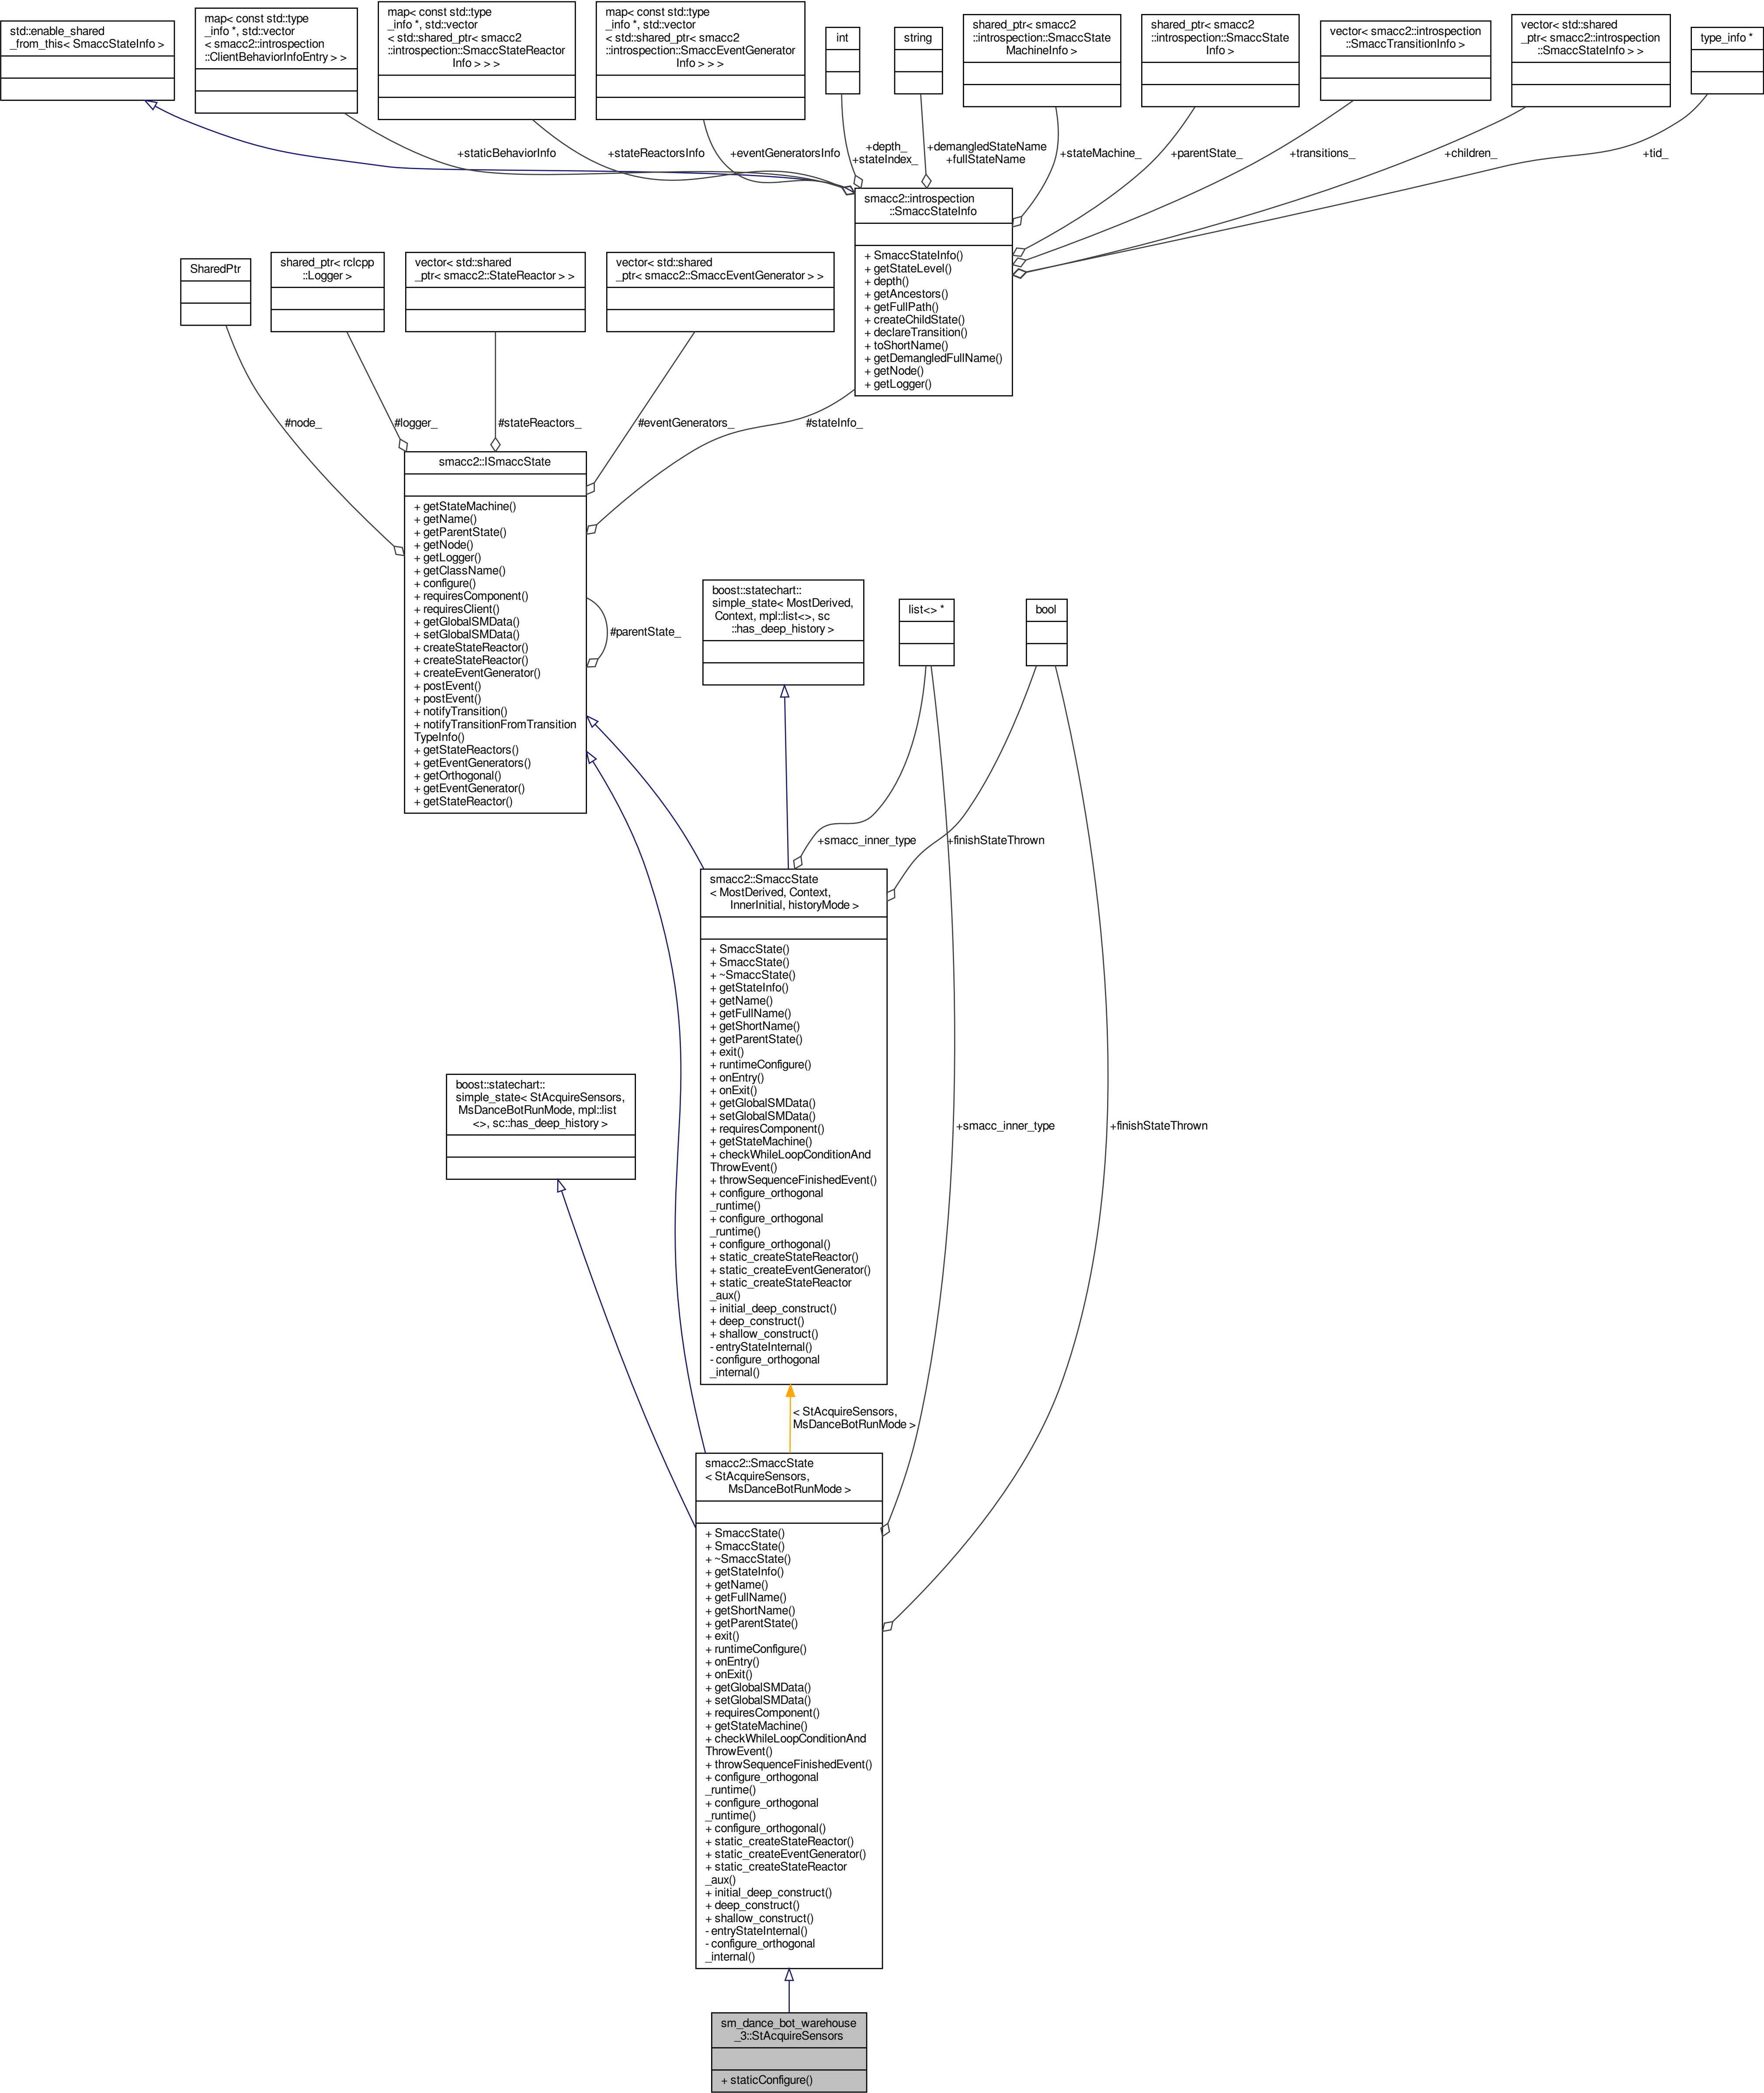 std::enable_shared
_from_this< SmaccStateInfo >
map< const std::type
_info *, std::vector
< smacc2::introspection
::ClientBehaviorInfoEntry > >
map< const std::type
_info *, std::vector
< std::shared_ptr< smacc2
::introspection::SmaccStateReactor
Info > > >
map< const std::type
_info *, std::vector
< std::shared_ptr< smacc2
::introspection::SmaccEventGenerator
Info > > >
int
string
shared_ptr< smacc2
::introspection::SmaccState
MachineInfo >
shared_ptr< smacc2
::introspection::SmaccState
Info >
vector< smacc2::introspection
::SmaccTransitionInfo >
vector< std::shared
_ptr< smacc2::introspection
::SmaccStateInfo > >
type_info *
+staticBehaviorInfo
+stateReactorsInfo
+eventGeneratorsInfo
+depth_
+stateIndex_
+demangledStateName
+fullStateName
+stateMachine_
+parentState_
+transitions_
+children_
+tid_
smacc2::introspection
::SmaccStateInfo
+ SmaccStateInfo()
+ getStateLevel()
+ depth()
+ getAncestors()
+ getFullPath()
+ createChildState()
+ declareTransition()
+ toShortName()
+ getDemangledFullName()
+ getNode()
+ getLogger()
SharedPtr
shared_ptr< rclcpp
::Logger >
vector< std::shared
_ptr< smacc2::StateReactor > >
vector< std::shared
_ptr< smacc2::SmaccEventGenerator > >
#node_
#logger_
#stateReactors_
#eventGenerators_
#stateInfo_
smacc2::ISmaccState
+ getStateMachine()
+ getName()
+ getParentState()
+ getNode()
+ getLogger()
+ getClassName()
+ configure()
+ requiresComponent()
+ requiresClient()
+ getGlobalSMData()
+ setGlobalSMData()
+ createStateReactor()
+ createStateReactor()
+ createEventGenerator()
+ postEvent()
+ postEvent()
+ notifyTransition()
+ notifyTransitionFromTransition
TypeInfo()
+ getStateReactors()
+ getEventGenerators()
+ getOrthogonal()
+ getEventGenerator()
+ getStateReactor()
#parentState_
boost::statechart::
simple_state< MostDerived,
Context, mpl::list<>, sc
::has_deep_history >
list<> *
bool
+smacc_inner_type
+finishStateThrown
smacc2::SmaccState
< MostDerived, Context,
InnerInitial, historyMode >
+ SmaccState()
+ SmaccState()
+ ~SmaccState()
+ getStateInfo()
+ getName()
+ getFullName()
+ getShortName()
+ getParentState()
+ exit()
+ runtimeConfigure()
+ onEntry()
+ onExit()
+ getGlobalSMData()
+ setGlobalSMData()
+ requiresComponent()
+ getStateMachine()
+ checkWhileLoopConditionAnd
ThrowEvent()
+ throwSequenceFinishedEvent()
+ configure_orthogonal
_runtime()
+ configure_orthogonal
_runtime()
+ configure_orthogonal()
+ static_createStateReactor()
+ static_createEventGenerator()
+ static_createStateReactor
_aux()
+ initial_deep_construct()
+ deep_construct()
+ shallow_construct()
- entryStateInternal()
- configure_orthogonal
_internal()
boost::statechart::
simple_state< StAcquireSensors,
MsDanceBotRunMode, mpl::list
<>, sc::has_deep_history >
+smacc_inner_type
+finishStateThrown
< StAcquireSensors,
MsDanceBotRunMode >
smacc2::SmaccState
< StAcquireSensors,
MsDanceBotRunMode >
+ SmaccState()
+ SmaccState()
+ ~SmaccState()
+ getStateInfo()
+ getName()
+ getFullName()
+ getShortName()
+ getParentState()
+ exit()
+ runtimeConfigure()
+ onEntry()
+ onExit()
+ getGlobalSMData()
+ setGlobalSMData()
+ requiresComponent()
+ getStateMachine()
+ checkWhileLoopConditionAnd
ThrowEvent()
+ throwSequenceFinishedEvent()
+ configure_orthogonal
_runtime()
+ configure_orthogonal
_runtime()
+ configure_orthogonal()
+ static_createStateReactor()
+ static_createEventGenerator()
+ static_createStateReactor
_aux()
+ initial_deep_construct()
+ deep_construct()
+ shallow_construct()
- entryStateInternal()
- configure_orthogonal
_internal()
sm_dance_bot_warehouse
_3::StAcquireSensors
+ staticConfigure()